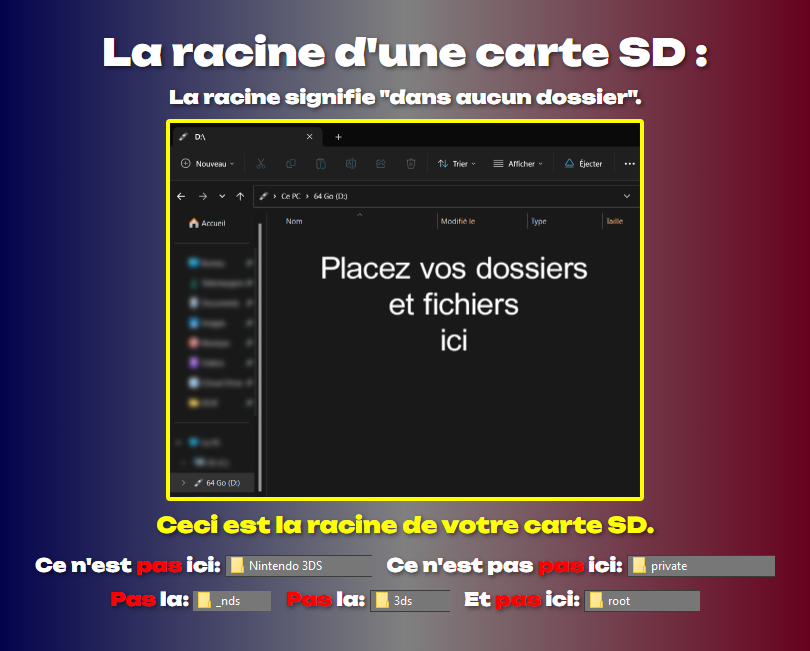 La racine d'une carte SD :
La racine signifie "dans aucun dossier".
D:\
Nouveau
Trier
Afficher
Éjecter
Ce PC > 64 Go (D:)
Accueil
Nom
Modifié le
Type
Taille
Placez vos dossiers
et fichiers
ici
64 Go (D:)
Ceci est la racine de votre carte SD.
Ce n'est pas ici: Nintendo 3DS
Ce n'est pas pas ici: private
Pas la: _nds
Pas la: 3ds
Et pas ici: root